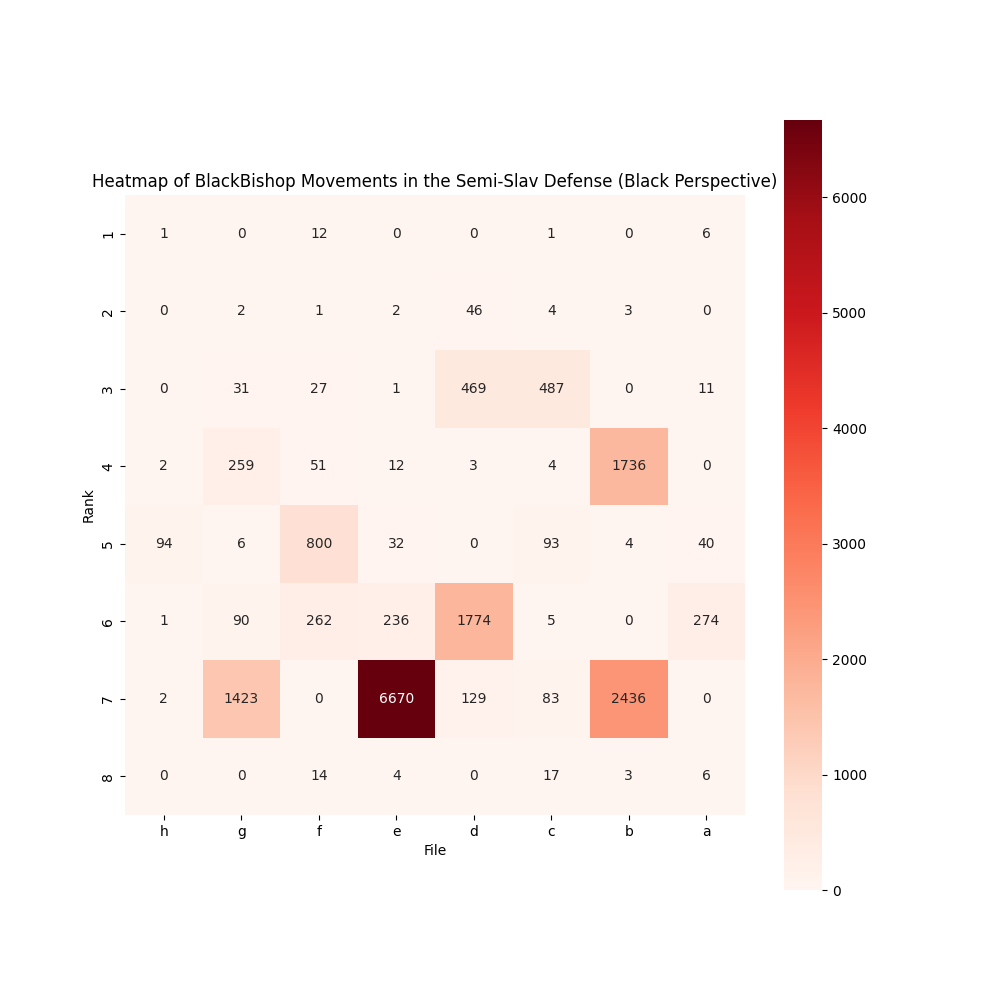 Heatmap of BlackBishop Movements in the Semi-Slav Defense (Black Perspective)
6000
1 1 0 12 0 0 1 0 6
2 0 2 1 2 46 4 3 0
5000
3 0 31 27 1 469 487 0 11
4000
4 2 259 51 12 3 4 1736 0
Rank
5 94 6 800 32 0 93 4 40
3000
6 1 90 262 236 1774 5 0 274
2000
7 2 1423 0 6670 129 83 2436 0
8 0 0 14 4 0 17 3 6
1000
h g f e d c b a
File
0